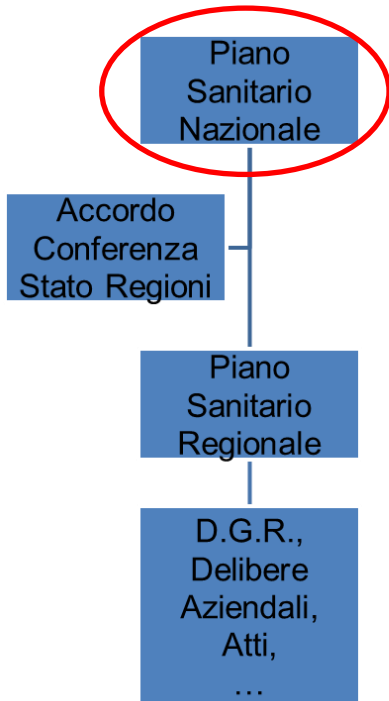 Piano
Sanitario
Nazionale
Accordo
Conferenza
Stato Regioni
Piano
Sanitario
Regionale
D.G.R.,
Delibere
Aziendali,
Atti,
…